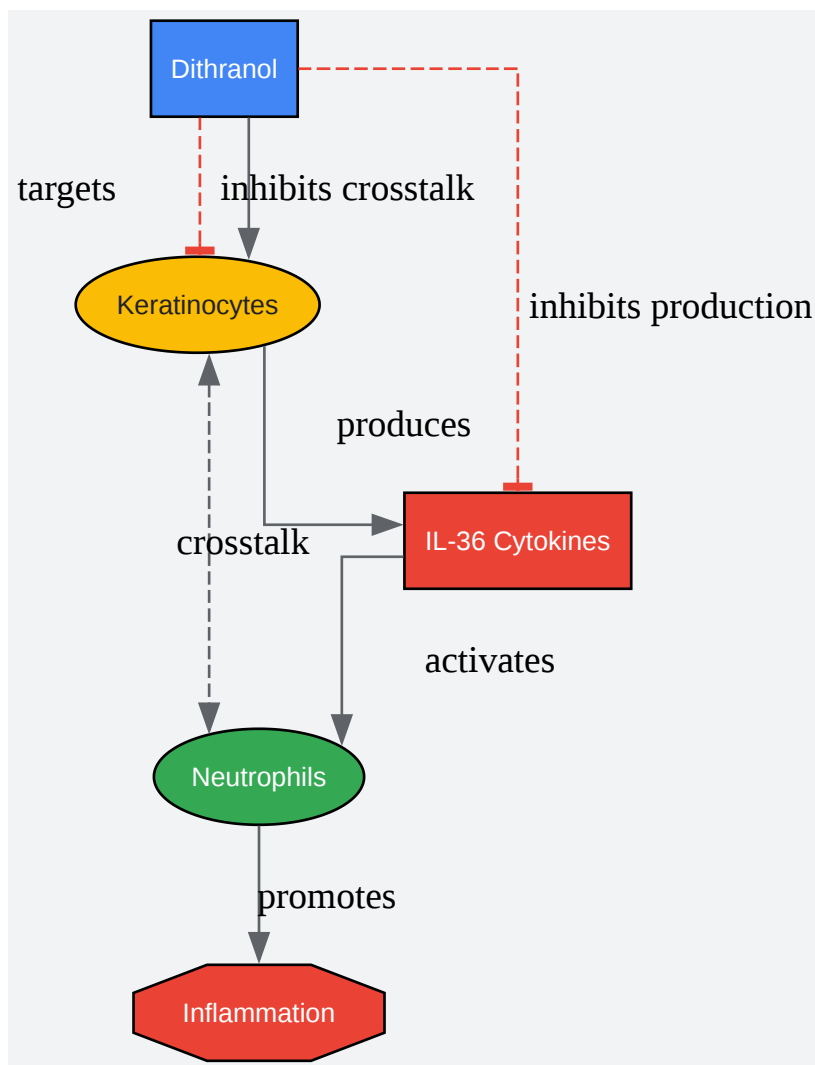 Dithranol
targets
inhibits crosstalk
Keratinocytes
inhibits production
produces
crosstalk
IL-36 Cytokines
activates
Neutrophils
promotes
Inflammation